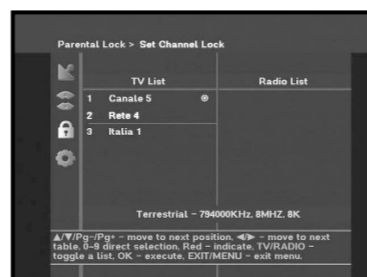 Parental Lock > Set Channel Lock
TV List
Radio List
1 Canale 5
2 Rete 4
3 Italia 1
Terrestrial - 794000KHz, 8MHZ, 8K
▲/▼/Pg-/Pg+ - move to next position, ◀/▶ - move to next
table, 0~9 direct selection, Red - indicate, TV/RADIO -
toggle a list, OK - execute, EXIT/MENU - exit menu.